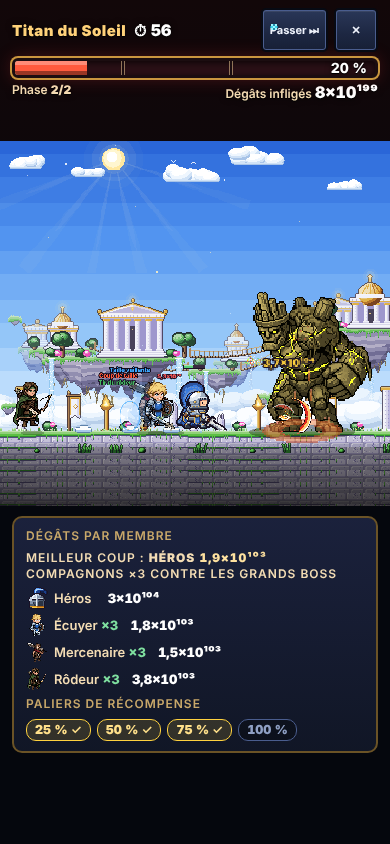 Titan du Soleil ⏱ 56
Passer ⏭
×
20 %
Phase 2/2
Dégâts infligés 8×10¹⁹⁹
DÉGÂTS PAR MEMBRE
MEILLEUR COUP : HÉROS 1,9×10¹⁰³
COMPAGNONS ×3 CONTRE LES GRANDS BOSS
Héros 3×10¹⁰⁴
Écuyer ×3 1,8×10¹⁰³
Mercenaire ×3 1,5×10¹⁰³
Rôdeur ×3 3,8×10¹⁰³
PALIERS DE RÉCOMPENSE
25 % ✓
50 % ✓
75 % ✓
100 %